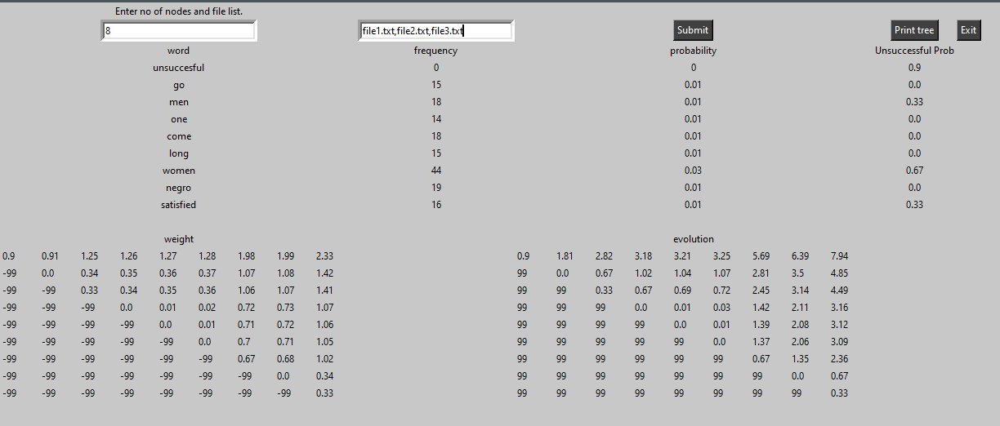 Enter no of nodes and file list.
8 file1.txt,file2.txt,file3.txt Submit Print tree Exit
word frequency probability Unsuccessful Prob
unsuccesful 0 0 0.9
go 15 0.01 0.0
men 18 0.01 0.33
one 14 0.01 0.0
come 18 0.01 0.0
long 15 0.01 0.0
women 44 0.03 0.67
negro 19 0.01 0.0
satisfied 16 0.01 0.33
weight evolution
0.9 0.91 1.25 1.26 1.27 1.28 1.98 1.99 2.33 0.9 1.81 2.82 3.18 3.21 3.25 5.69 6.39 7.94
-99 0.0 0.34 0.35 0.36 0.37 1.07 1.08 1.42 99 0.0 0.67 1.02 1.04 1.07 2.81 3.5 4.85
-99 -99 0.33 0.34 0.35 0.36 1.06 1.07 1.41 99 99 0.33 0.67 0.69 0.72 2.45 3.14 4.49
-99 -99 -99 0.0 0.01 0.02 0.72 0.73 1.07 99 99 99 0.0 0.01 0.03 1.42 2.11 3.16
-99 -99 -99 -99 0.0 0.01 0.71 0.72 1.06 99 99 99 99 0.0 0.01 1.39 2.08 3.12
-99 -99 -99 -99 -99 0.0 0.7 0.71 1.05 99 99 99 99 99 0.0 1.37 2.06 3.09
-99 -99 -99 -99 -99 -99 0.67 0.68 1.02 99 99 99 99 99 99 0.67 1.35 2.36
-99 -99 -99 -99 -99 -99 -99 0.0 0.34 99 99 99 99 99 99 99 0.0 0.67
-99 -99 -99 -99 -99 -99 -99 -99 0.33 99 99 99 99 99 99 99 99 0.33